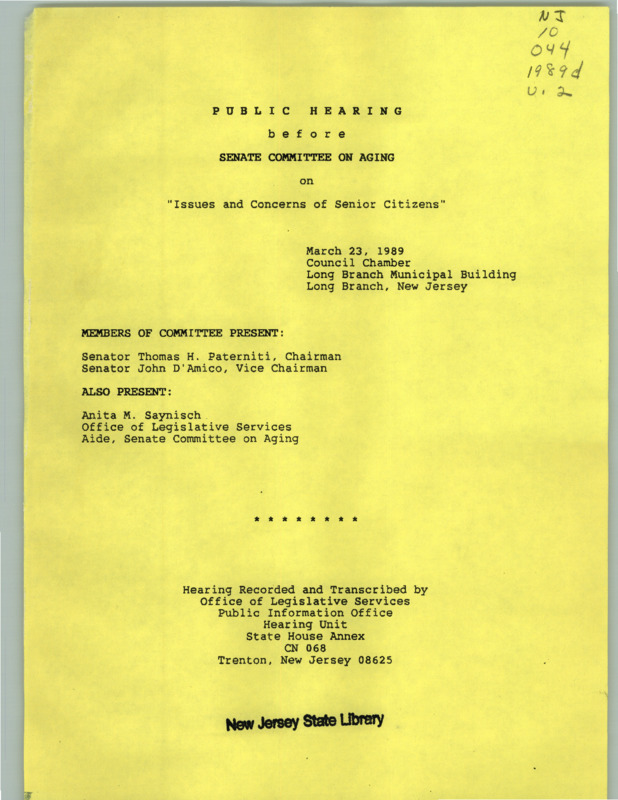 NJ
10
044
1989d
v. 2
P U B L I C   H E A R I N G
b e f o r e
SENATE COMMITTEE ON AGING
on
"Issues and Concerns of Senior Citizens"
March 23, 1989
Council Chamber
Long Branch Municipal Building
Long Branch, New Jersey
MEMBERS OF COMMITTEE PRESENT:
Senator Thomas H. Paterniti, Chairman
Senator John D'Amico, Vice Chairman
ALSO PRESENT:
Anita M. Saynisch
Office of Legislative Services
Aide, Senate Committee on Aging
* * * * * * * *
Hearing Recorded and Transcribed by
Office of Legislative Services
Public Information Office
Hearing Unit
State House Annex
CN 068
Trenton, New Jersey 08625
New Jersey State Library